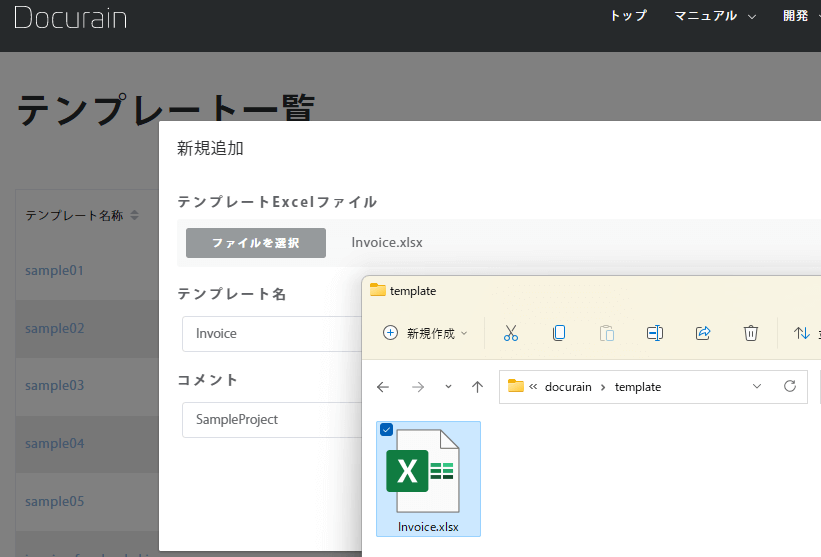 Docurain
トップ マニュアル 開発
テンプレート一覧
新規追加
テンプレートExcelファイル
テンプレート名称
ファイルを選択 Invoice.xlsx
sample01
テンプレート名
template
sample02
Invoice
新規作成
コメント
sample03
docurain template
SampleProject
sample04
sample05
Invoice.xlsx